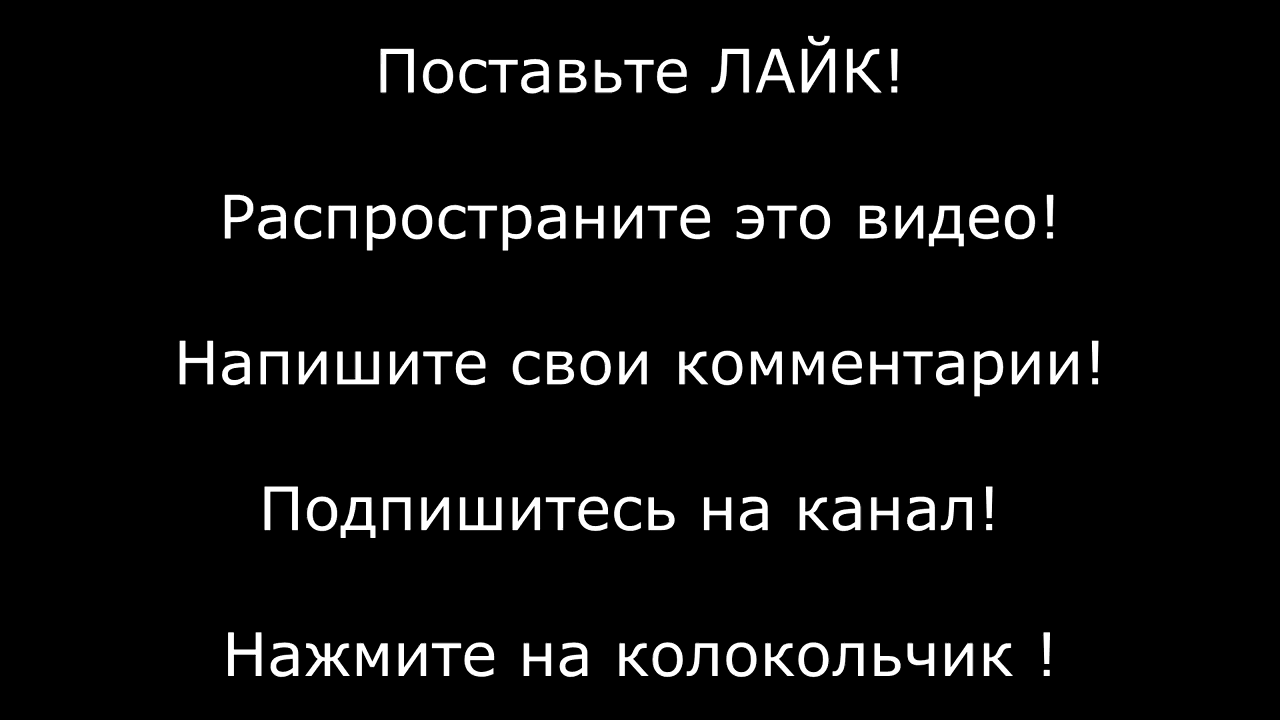 Поставьте ЛАЙК!
Распространите это видео!
Напишите свои комментарии!
Подпишитесь на канал!
Нажмите на колокольчик !